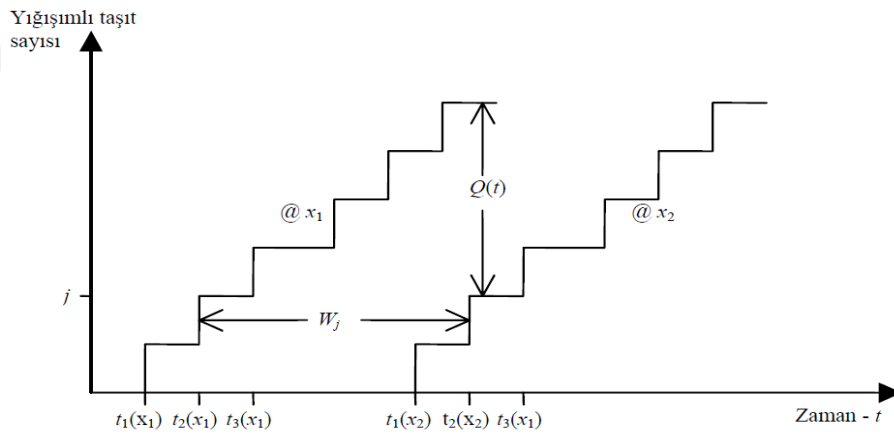 Yığışımlı taşıt
sayısı
Q(t)
@ x₁
@ x₂
j
Wⱼ
t₁(x₁) t₂(x₁) t₃(x₁) t₁(x₂) t₂(x₂) t₃(x₁)
Zaman - t